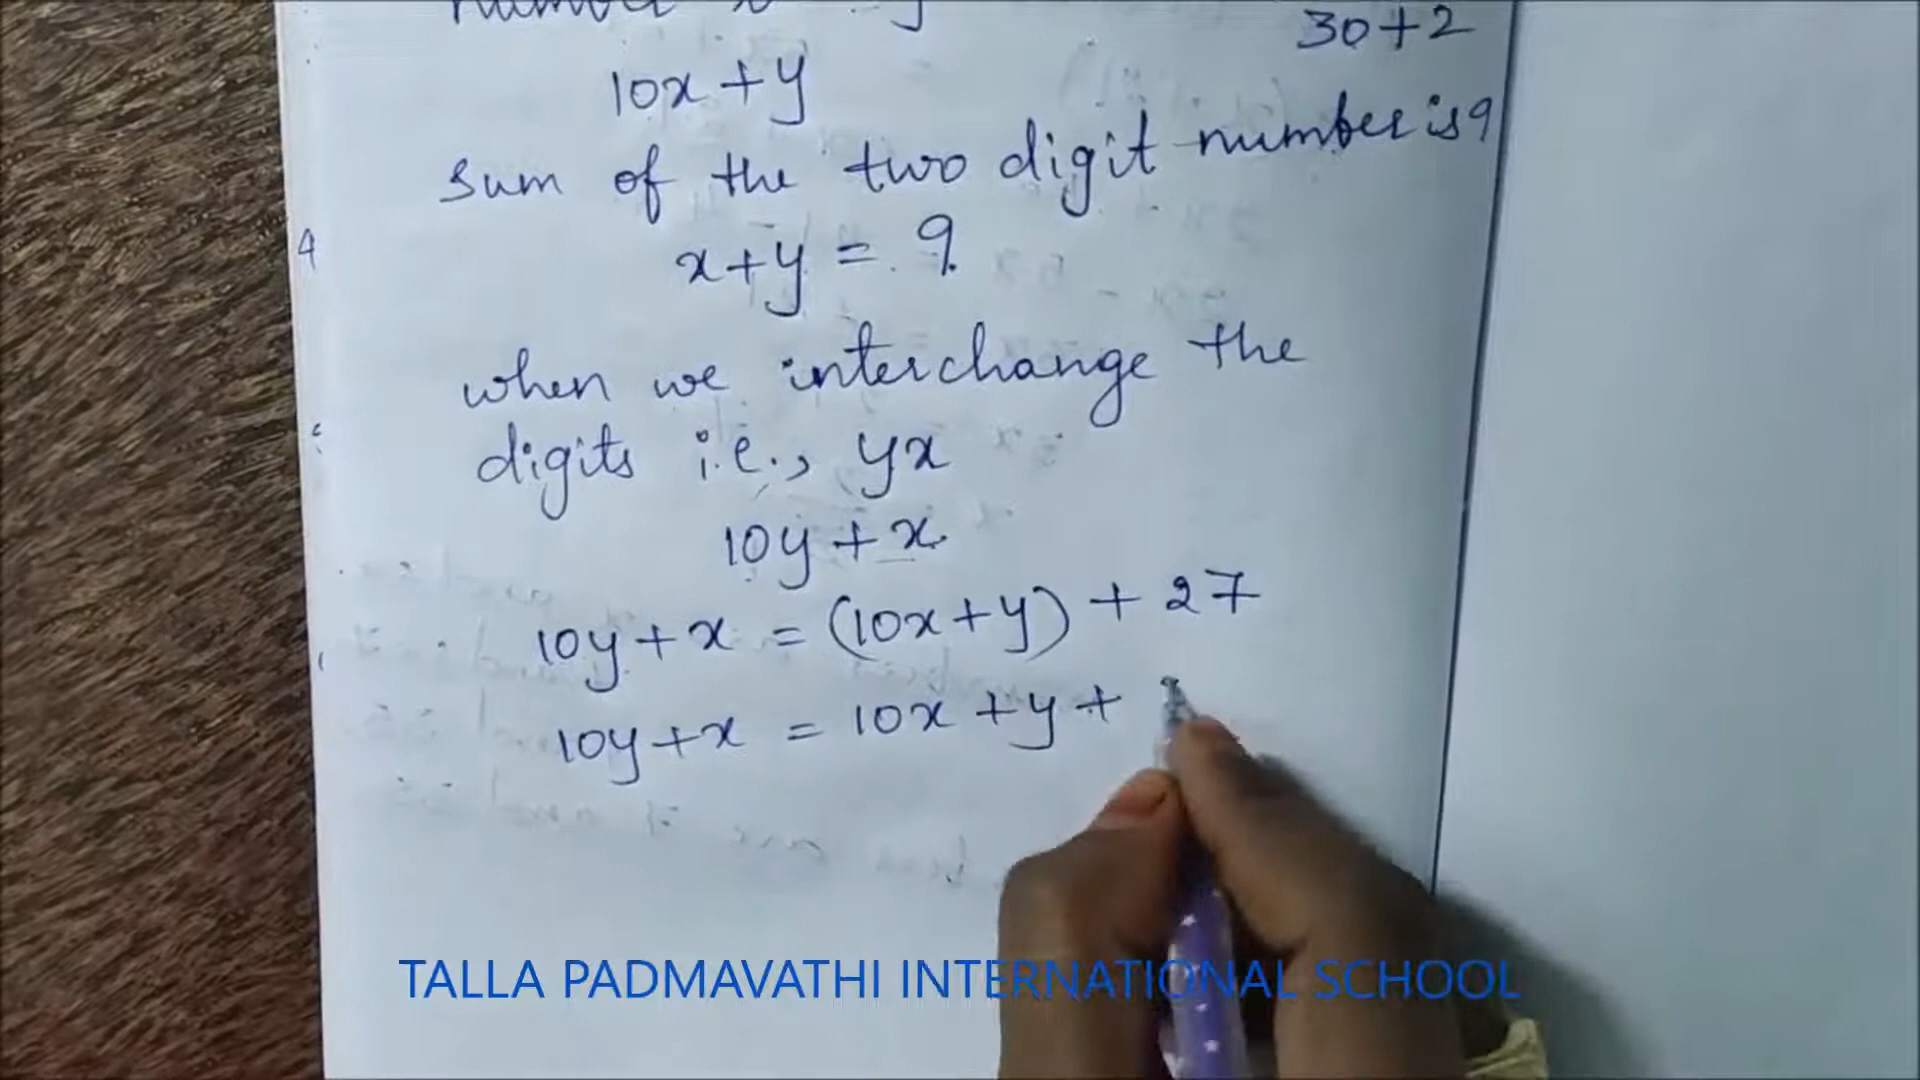 number x y
30+2
10x+y
sum of the two digit number is 9
x+y = 9.
when we interchange the
digits i.e., yx
10y+x.
10y+x = (10x+y) + 27
10y+x = 10x+y+
TALLA PADMAVATHI INTERNATIONAL SCHOOL